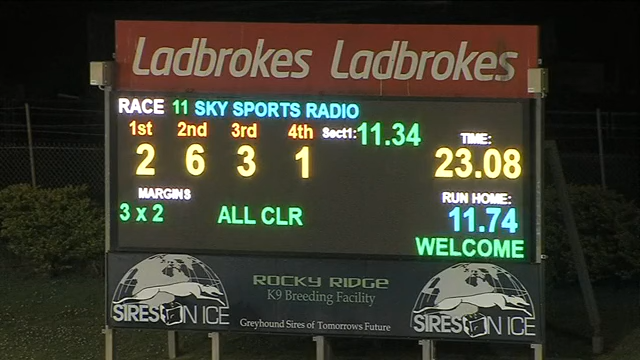 Ladbrokes Ladbrokes
RACE 11 SKY SPORTS RADIO
1st 2nd 3rd 4th Sect1: 11.34 TIME:
2 6 3 1 23.08
MARGINS RUN HOME:
3 x 2 ALL CLR 11.74
WELCOME
ROCKY RIDGE
K9 Breeding Facility
SIRES ON ICE Greyhound Sires of Tomorrows Future SIRES ON ICE